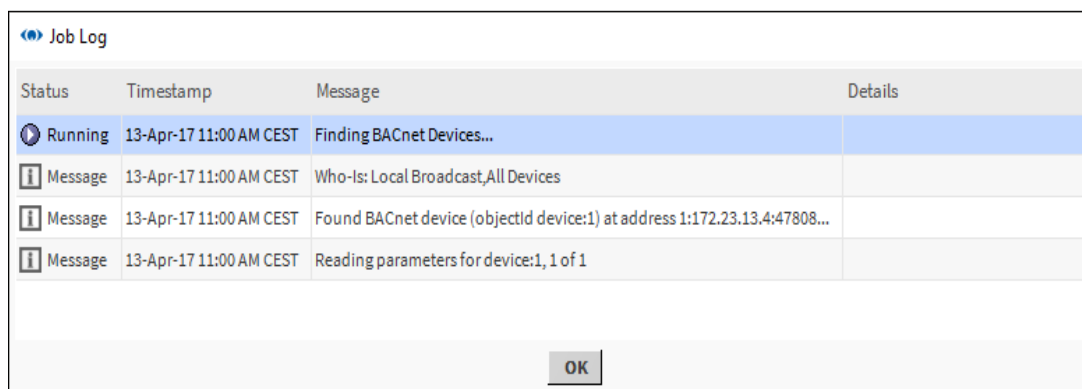 Job Log
Status Timestamp Message Details
Running 13-Apr-17 11:00 AM CEST Finding BACnet Devices...
Message 13-Apr-17 11:00 AM CEST Who-Is: Local Broadcast,All Devices
Message 13-Apr-17 11:00 AM CEST Found BACnet device (objectId device:1) at address 1:172.23.13.4:47808...
Message 13-Apr-17 11:00 AM CEST Reading parameters for device:1, 1 of 1
OK